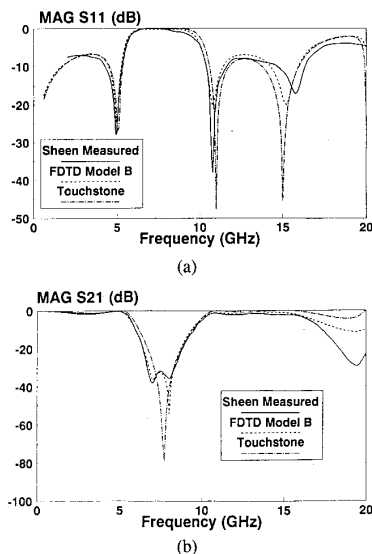 MAG S11 (dB)
0
-10
-20
-30
-40
-50
Sheen Measured
FDTD Model B
Touchstone
0 5 10 15 20
Frequency (GHz)
(a)
MAG S21 (dB)
0
-20
-40
-60
-80
-100
Sheen Measured
FDTD Model B
Touchstone
0 5 10 15 20
Frequency (GHz)
(b)